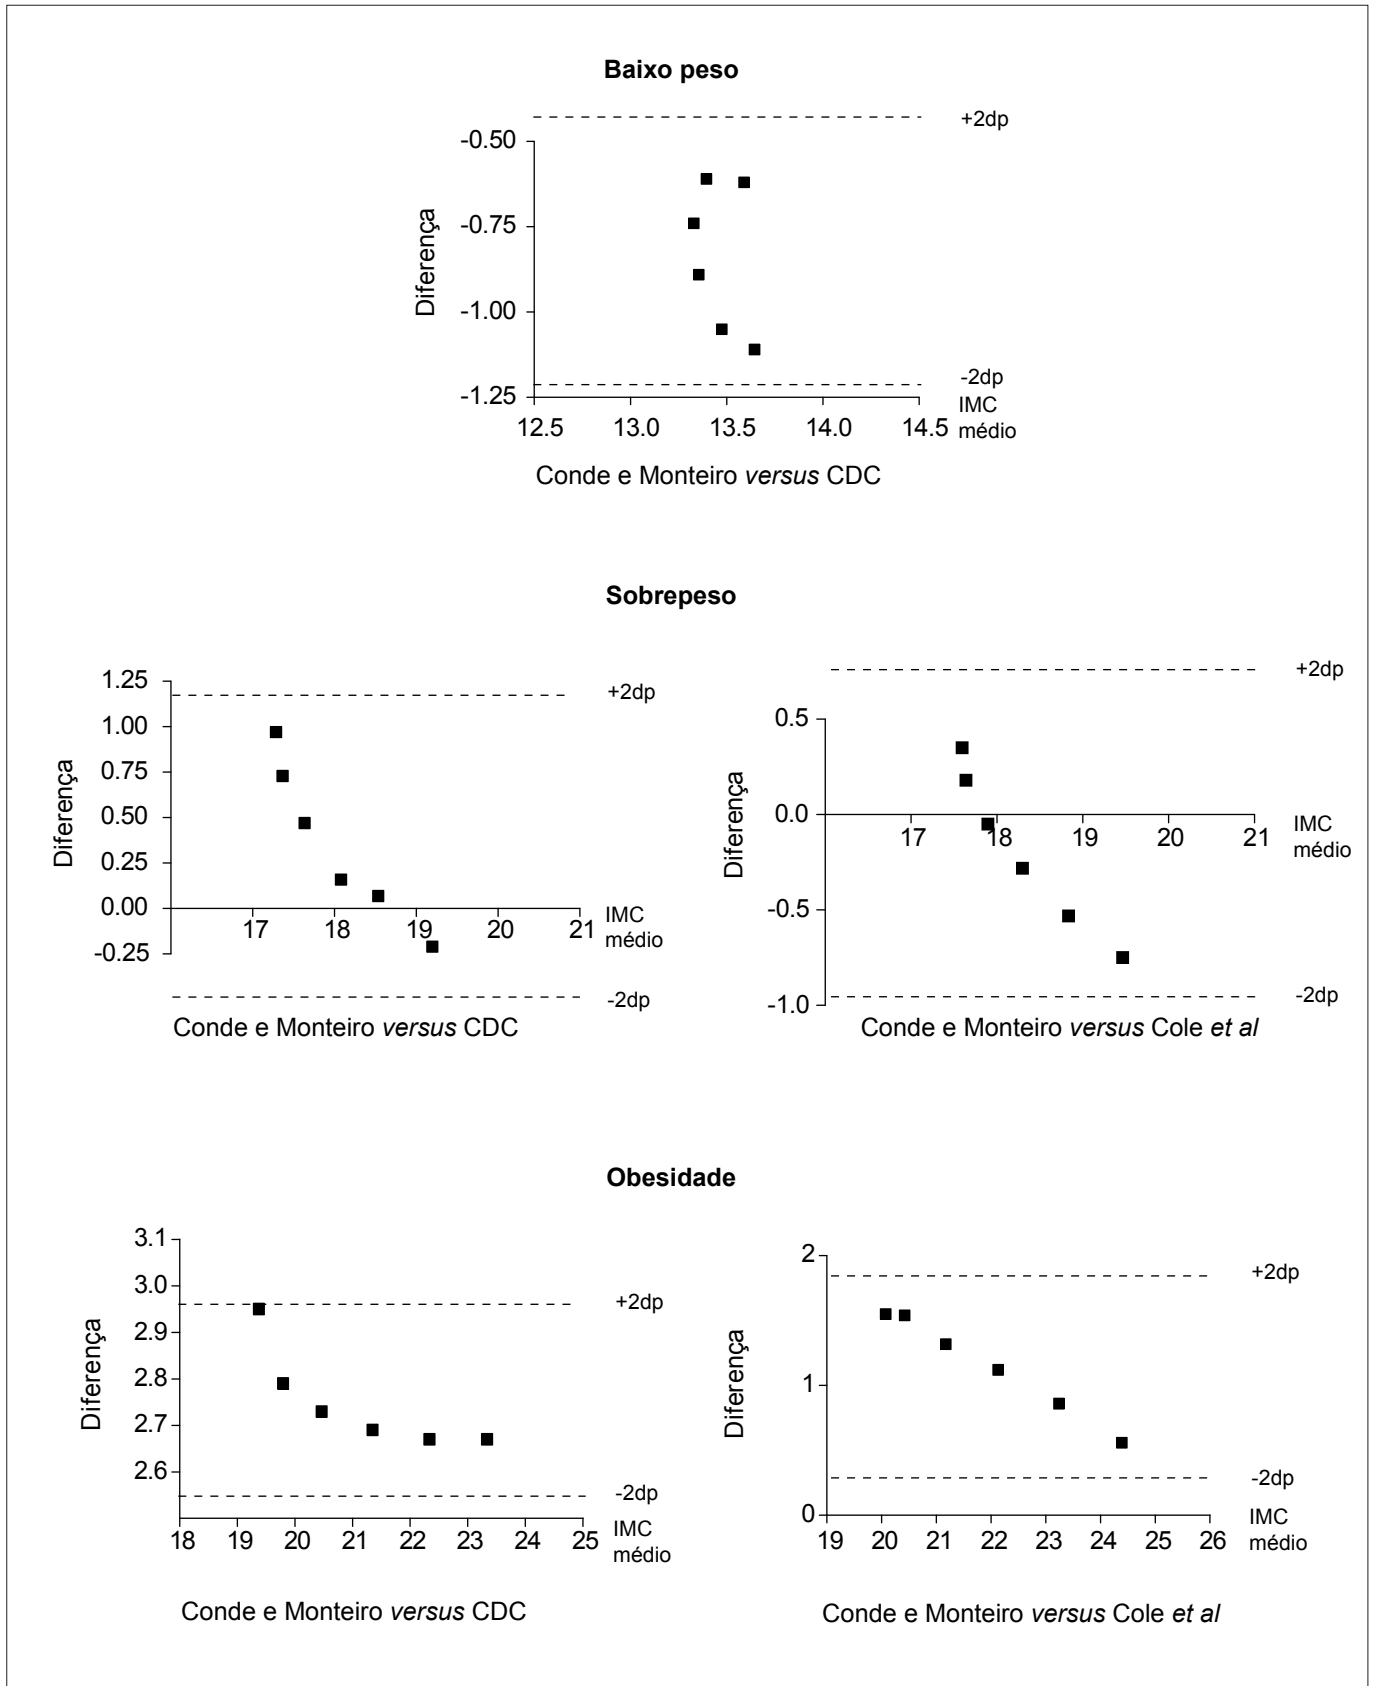 Baixo peso
+2dp
-0.50
-0.75
Diferença
-1.00
-1.25
-2dp
IMC
médio
12.5 13.0 13.5 14.0 14.5
Conde e Monteiro versus CDC
Sobrepeso
1.25
1.00
0.75
0.50
0.25
0.00
-0.25
Diferença
+2dp
17 18 19 20 21
IMC
médio
-2dp
Conde e Monteiro versus CDC
+2dp
0.5
0.0
-0.5
-1.0
Diferença
17 18 19 20 21
IMC
médio
-2dp
Conde e Monteiro versus Cole et al
Obesidade
3.1
3.0
2.9
2.8
2.7
2.6
Diferença
+2dp
-2dp
18 19 20 21 22 23 24 25
IMC
médio
Conde e Monteiro versus CDC
2
1
0
Diferença
+2dp
-2dp
19 20 21 22 23 24 25 26
IMC
médio
Conde e Monteiro versus Cole et al